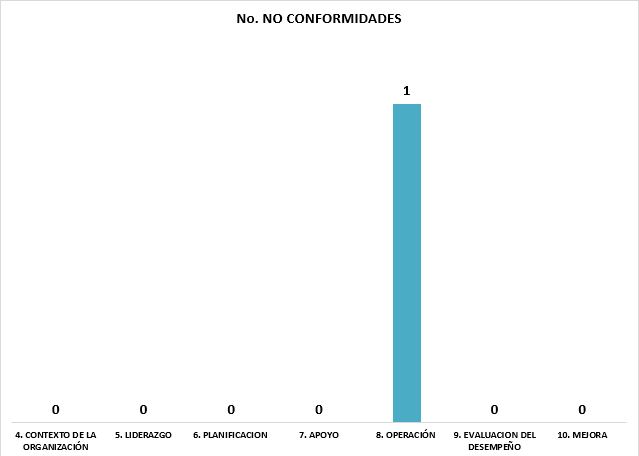 No. NO CONFORMIDADES
1
0
0
0
0
0
0
4. CONTEXTO DE LA
ORGANIZACIÓN
5. LIDERAZGO
6. PLANIFICACION
7. APOYO
8. OPERACIÓN
9. EVALUACION DEL
DESEMPEÑO
10. MEJORA